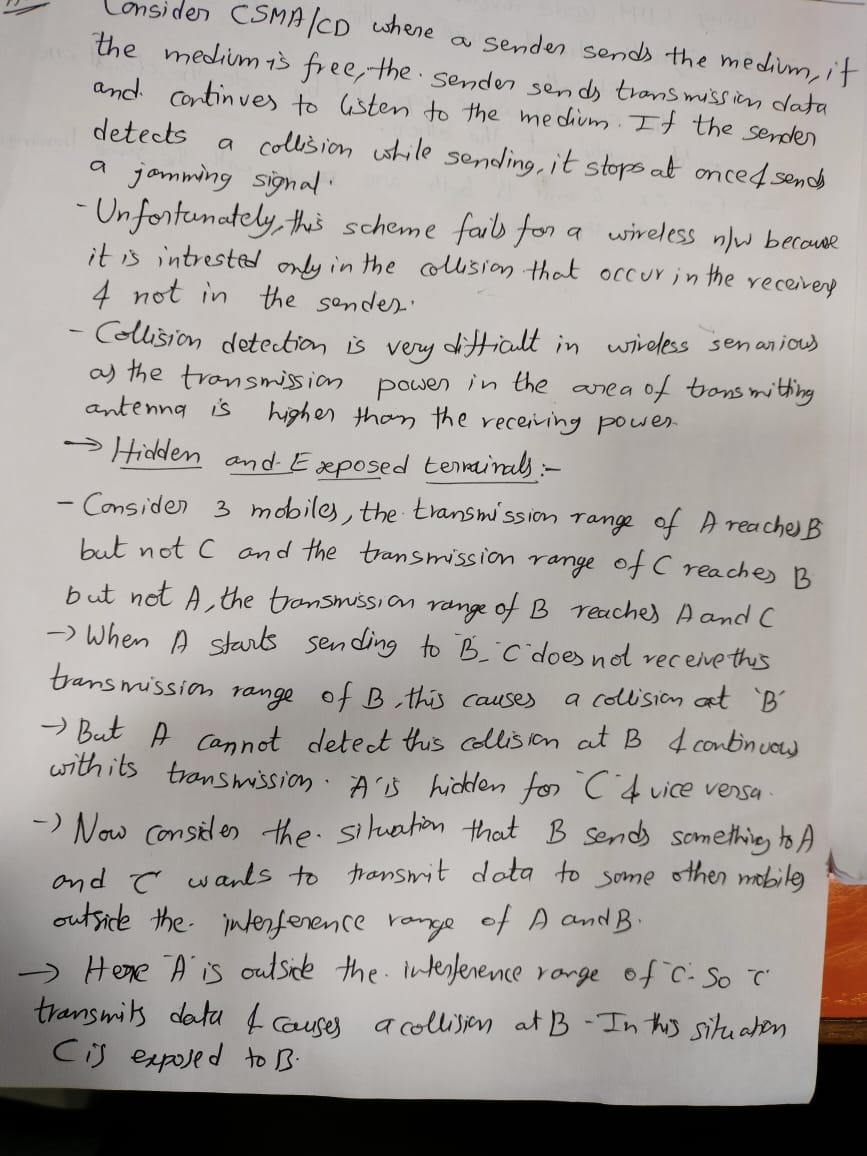 Consider CSMA/CD where a sender sends the medium, if
the medium is free, the sender sends transmission data
and continues to listen to the medium. If the sender
detects a collision while sending, it stops at once & sends
a jamming signal.
- Unfortunately, this scheme fails for a wireless n/w because
it is intrested only in the collision that occur in the receivery
& not in the sender.
- Collision detection is very difficult in wireless senarious
as the transmission power in the area of transmitting
antenna is higher than the receiving power.
→ Hidden and Exposed terminals :-
- Consider 3 mobiles, the transmission range of A reaches B
but not C and the transmission range of C reaches B
but not A, the transmission range of B reaches A and C
→ When A starts sending to B - 'C' does not receive this
transmission range of B, this causes a collision at 'B'
→ But A cannot detect this collision at B & continuous
with its transmission. 'A' is hidden for 'C' & vice versa.
→ Now consider the situation that B sends something to A
and 'C' wants to transmit data to some other mobiles
outside the interference range of A and B.
→ Here 'A' is outside the interference range of 'C'. So 'C'
transmits data & causes a collision at B - In this situation
C is exposed to B.